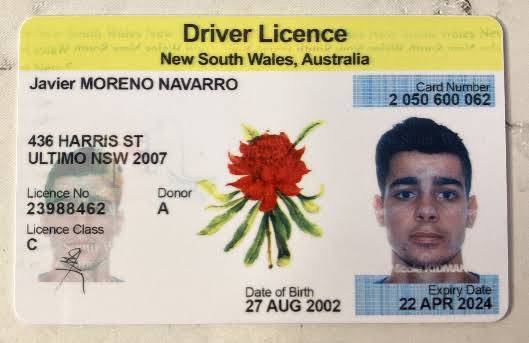 Driver Licence
New South Wales, Australia
Javier MORENO NAVARRO
Card Number
2 050 600 062
436 HARRIS ST
ULTIMO NSW 2007
Licence No
23988462
Donor
A
Licence Class
C
Date of Birth
27 AUG 2002
Expiry Date
22 APR 2024